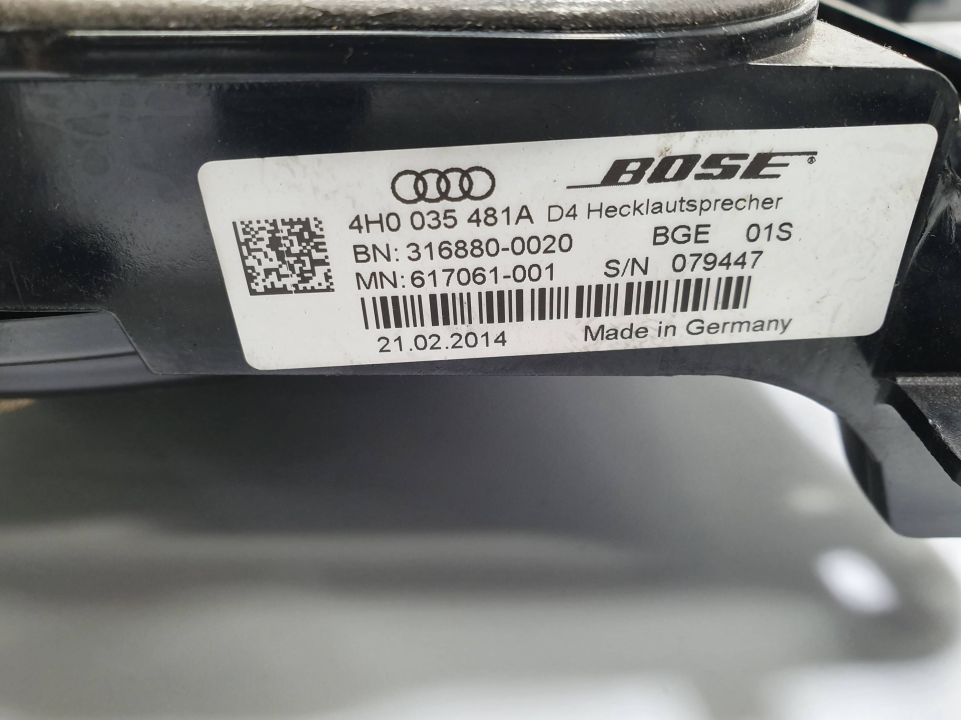 BOSE®
4H0 035 481A D4 Hecklautsprecher
BN: 316880-0020 BGE 01S
MN: 617061-001 S/N 079447
21.02.2014 Made in Germany